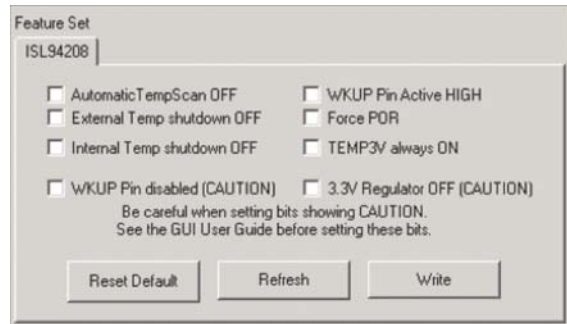 Feature Set
ISL94208
AutomaticTempScan OFF
WKUP Pin Active HIGH
External Temp shutdown OFF
Force POR
Internal Temp shutdown OFF
TEMP3V always ON
WKUP Pin disabled (CAUTION)
3.3V Regulator OFF (CAUTION)
Be careful when setting bits showing CAUTION.
See the GUI User Guide before setting these bits.
Reset Default
Refresh
Write